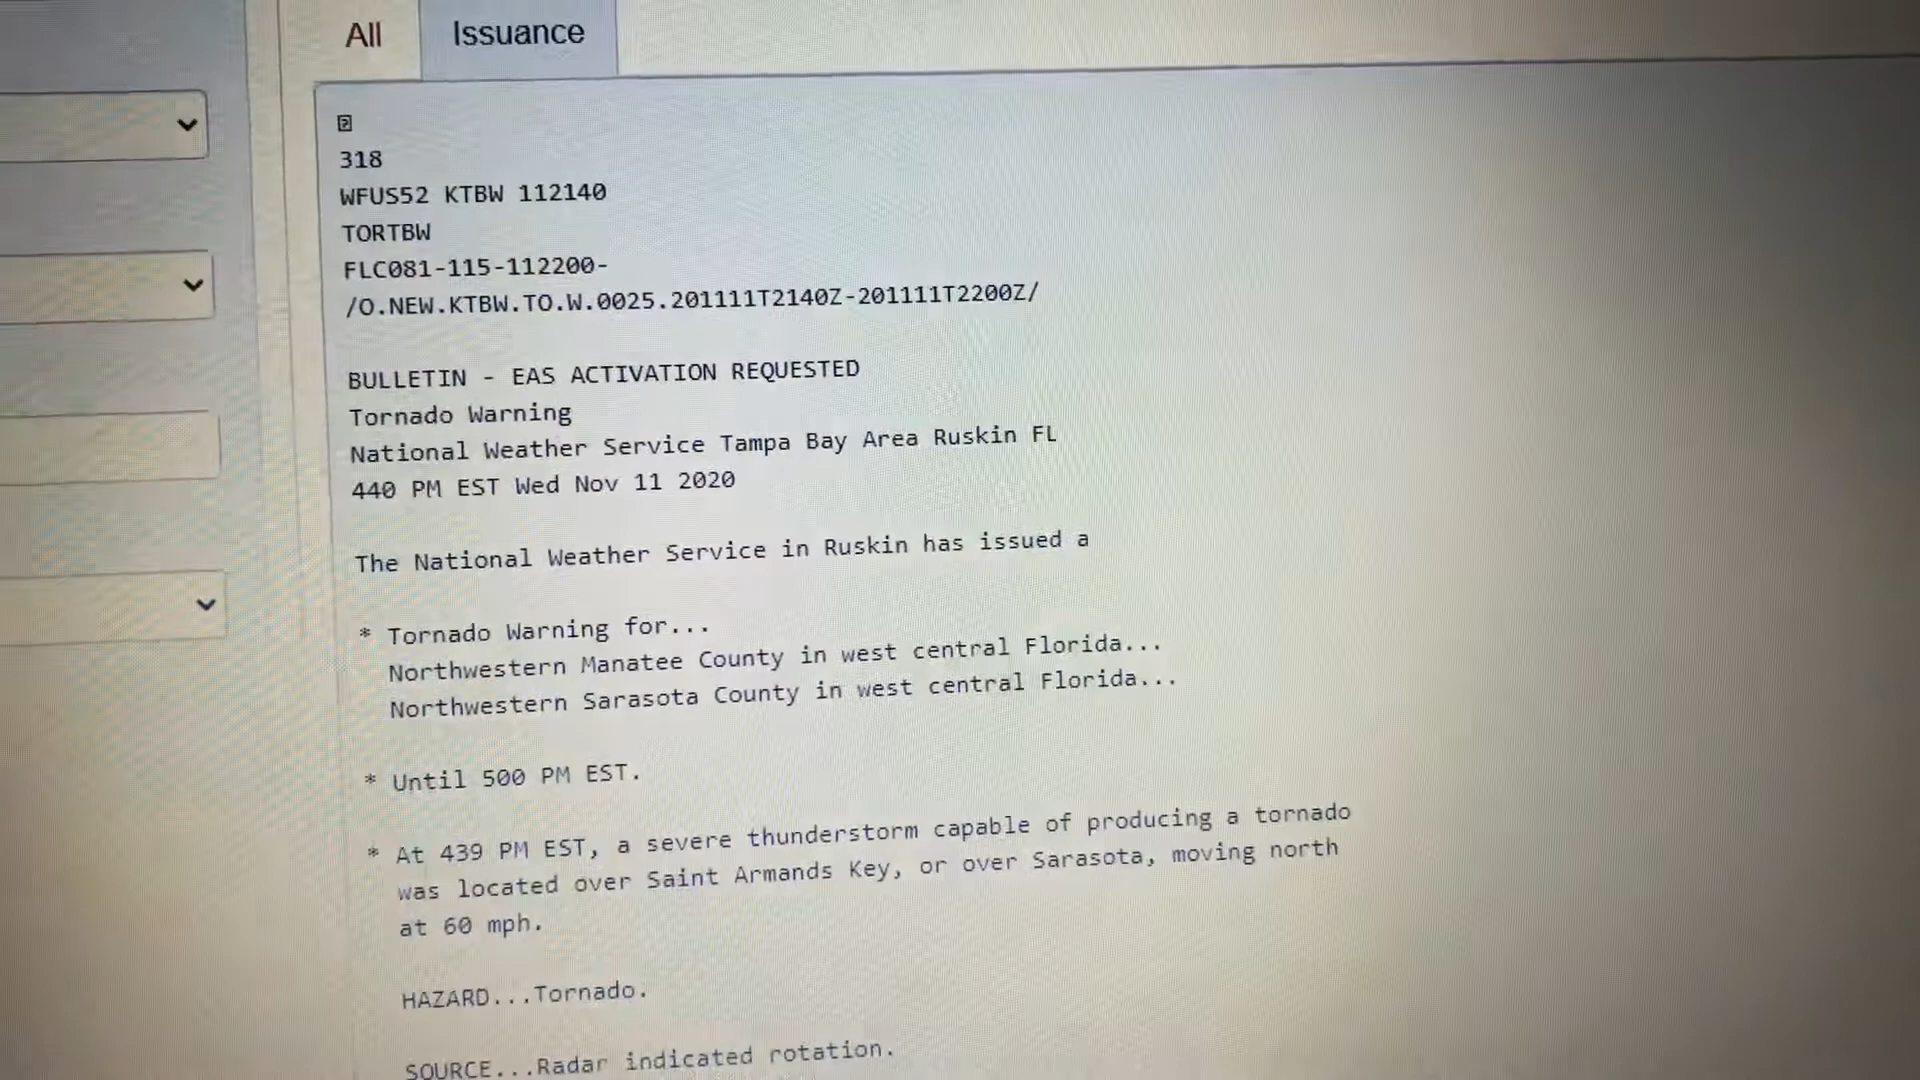 All
Issuance
318
WFUS52 KTBW 112140
TORTBW
FLC081-115-112200-
/O.NEW.KTBW.TO.W.0025.201111T2140Z-201111T2200Z/
BULLETIN - EAS ACTIVATION REQUESTED
Tornado Warning
National Weather Service Tampa Bay Area Ruskin FL
440 PM EST Wed Nov 11 2020
The National Weather Service in Ruskin has issued a
* Tornado Warning for...
Northwestern Manatee County in west central Florida...
Northwestern Sarasota County in west central Florida...
* Until 500 PM EST.
* At 439 PM EST, a severe thunderstorm capable of producing a tornado
was located over Saint Armands Key, or over Sarasota, moving north
at 60 mph.
HAZARD...Tornado.
SOURCE...Radar indicated rotation.